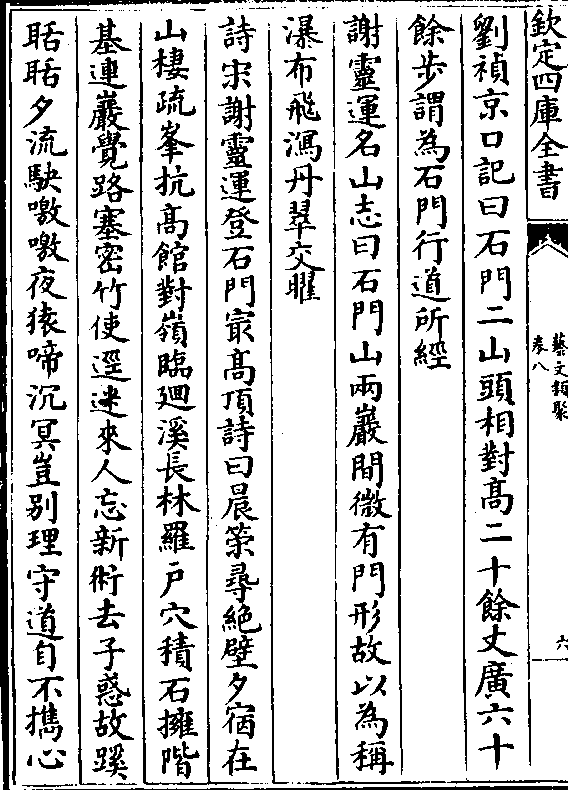 欽定四庫全書
藝文類聚
卷八
六
劉禎京口記曰石門二山頭相對髙二十餘丈廣六十
餘步謂為石門行道所經
謝靈運名山志曰石門山兩巖間微有門形故以為稱
瀑布飛瀉丹翠交曜
詩宋謝靈運登石門最髙頂詩曰晨策尋絶壁夕宿在
山棲疏峯抗髙館對嶺臨廻溪長林羅戶穴積石擁階
基連巖覺路塞密竹使逕迷來人忘新術去子惑故蹊
聒聒夕流駛噭噭夜猿啼沉冥豈别理守道自不攜心